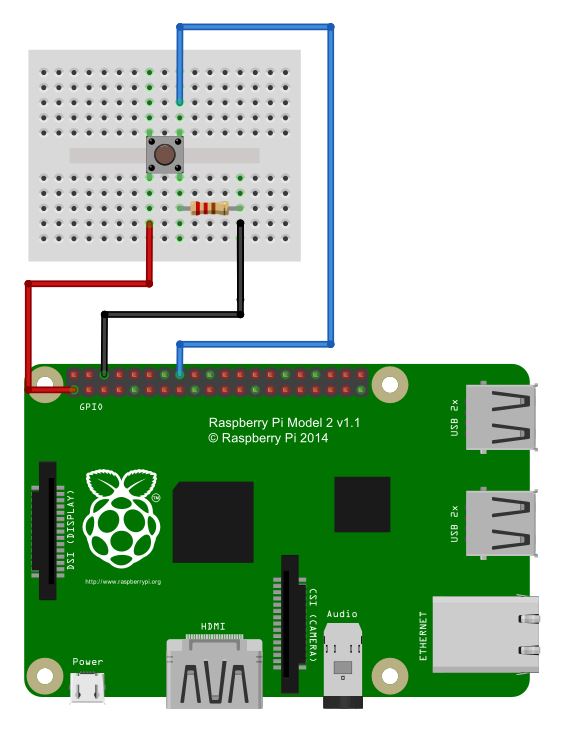 GPIO
Raspberry Pi Model 2 v1.1
© Raspberry Pi 2014
USB 2x
DSI (DISPLAY)
TM
USB 2x
http://www.raspberrypi.org
CSI (CAMERA)
Audio
ETHERNET
HDMI
Power